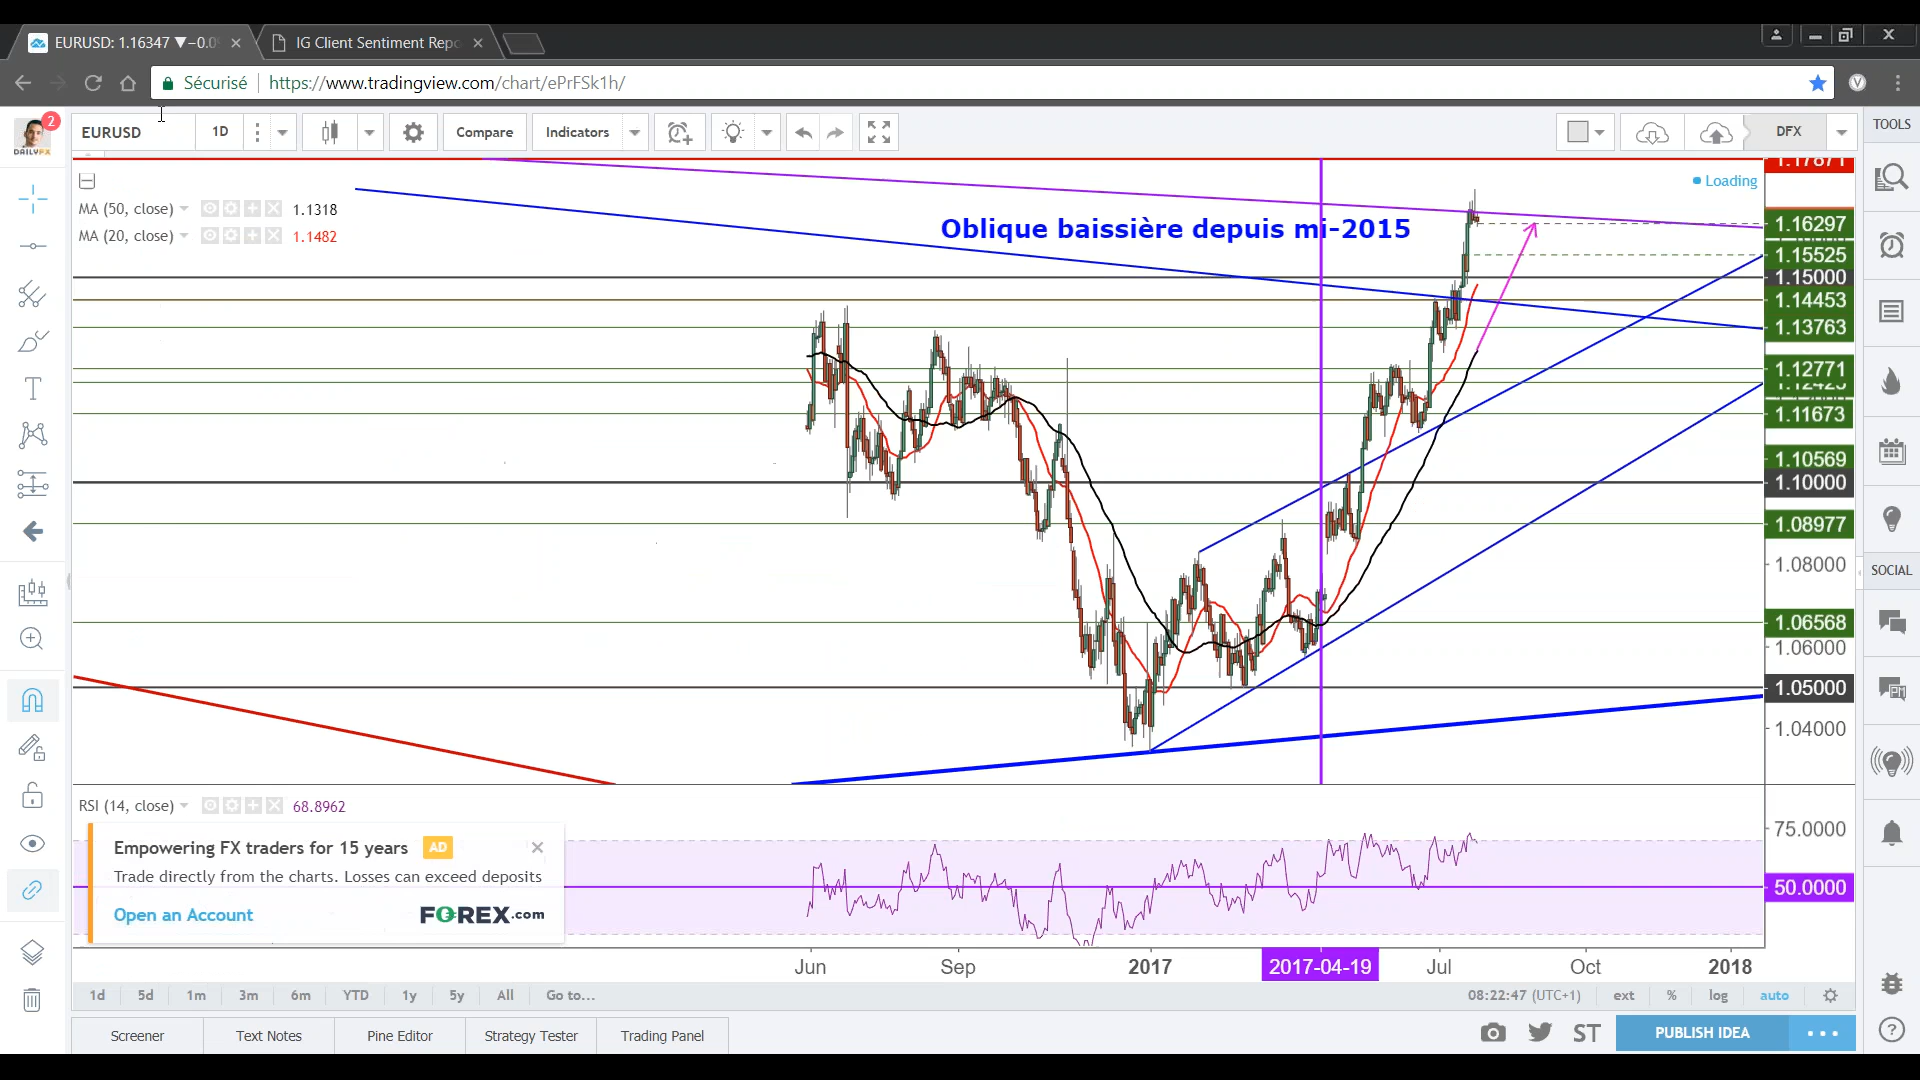 EURUSD: 1.16347 ▼−0.0
IG Client Sentiment Repo
Sécurisé
https://www.tradingview.com/chart/ePrFSk1h/
2
DAILYFX
EURUSD
1D
Compare
Indicators
DFX
TOOLS
Loading
MA (50, close)
1.1318
MA (20, close)
1.1482
Oblique baissière depuis mi-2015
1.17871
1.16297
1.15525
1.15000
1.14453
1.13763
1.12771
1.12425
1.11673
1.10569
1.10000
1.08977
1.08000
1.06568
1.06000
1.05000
1.04000
SOCIAL
RSI (14, close)
68.8962
75.0000
50.0000
Empowering FX traders for 15 years
AD
Trade directly from the charts. Losses can exceed deposits
Open an Account
FOREX.com
Jun
Sep
2017
2017-04-19
Jul
Oct
2018
1d
5d
1m
3m
6m
YTD
1y
5y
All
Go to...
08:22:47 (UTC+1)
ext
%
log
auto
Screener
Text Notes
Pine Editor
Strategy Tester
Trading Panel
ST
PUBLISH IDEA